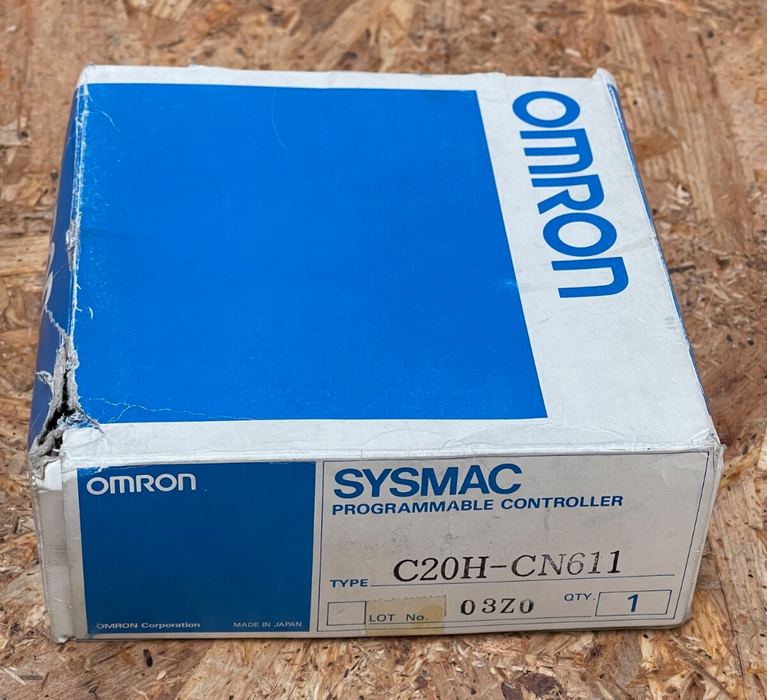 OMRON
OMRON
SYSMAC
PROGRAMMABLE CONTROLLER
TYPE C20H-CN611
LOT No. 03Z0 QTY. 1
OMRON Corporation MADE IN JAPAN